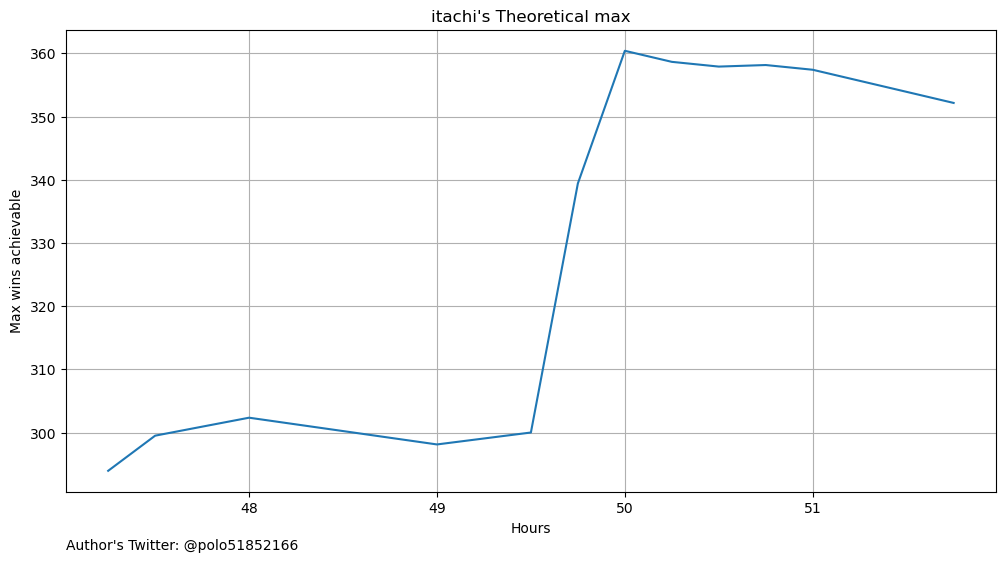 itachi's Theoretical max
360
350
340
330
320
310
300
Max wins achievable
48 49 50 51
Hours
Author's Twitter: @polo51852166